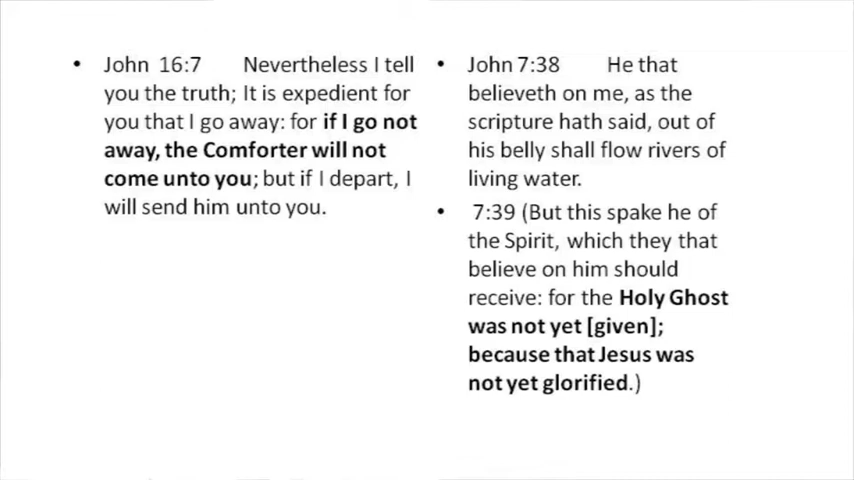 • John 16:7 Nevertheless I tell
you the truth; It is expedient for
you that I go away: for if I go not
away, the Comforter will not
come unto you; but if I depart, I
will send him unto you.
• John 7:38 He that
believeth on me, as the
scripture hath said, out of
his belly shall flow rivers of
living water.
• 7:39 (But this spake he of
the Spirit, which they that
believe on him should
receive: for the Holy Ghost
was not yet [given];
because that Jesus was
not yet glorified.)